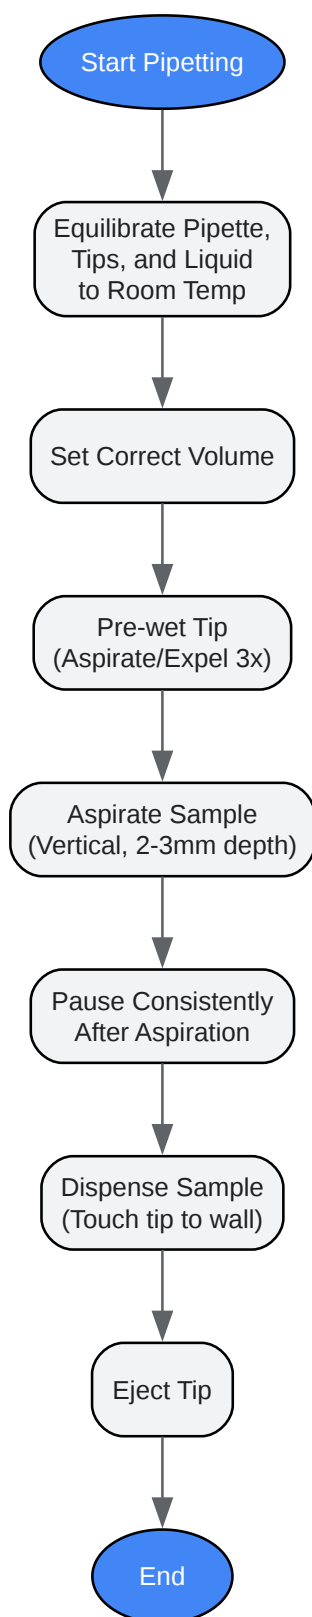 Start Pipetting
Equilibrate Pipette,
Tips, and Liquid
to Room Temp
Set Correct Volume
Pre-wet Tip
(Aspirate/Expel 3x)
Aspirate Sample
(Vertical, 2-3mm depth)
Pause Consistently
After Aspiration
Dispense Sample
(Touch tip to wall)
Eject Tip
End